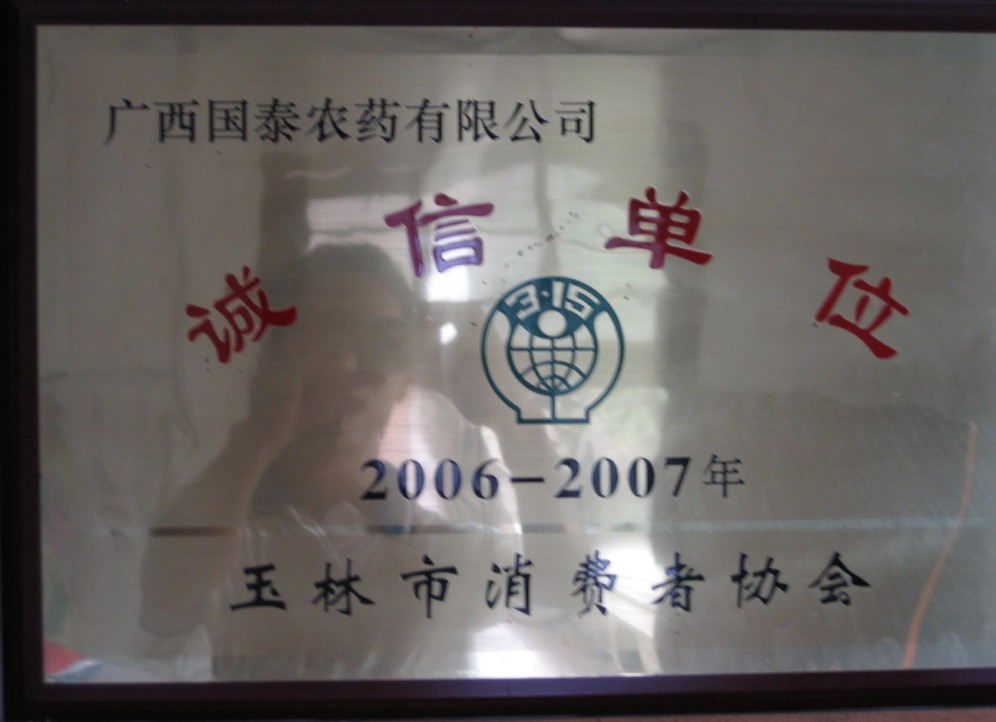 广西国泰农药有限公司
诚信单位
3·15
2006－2007年
玉林市消费者协会